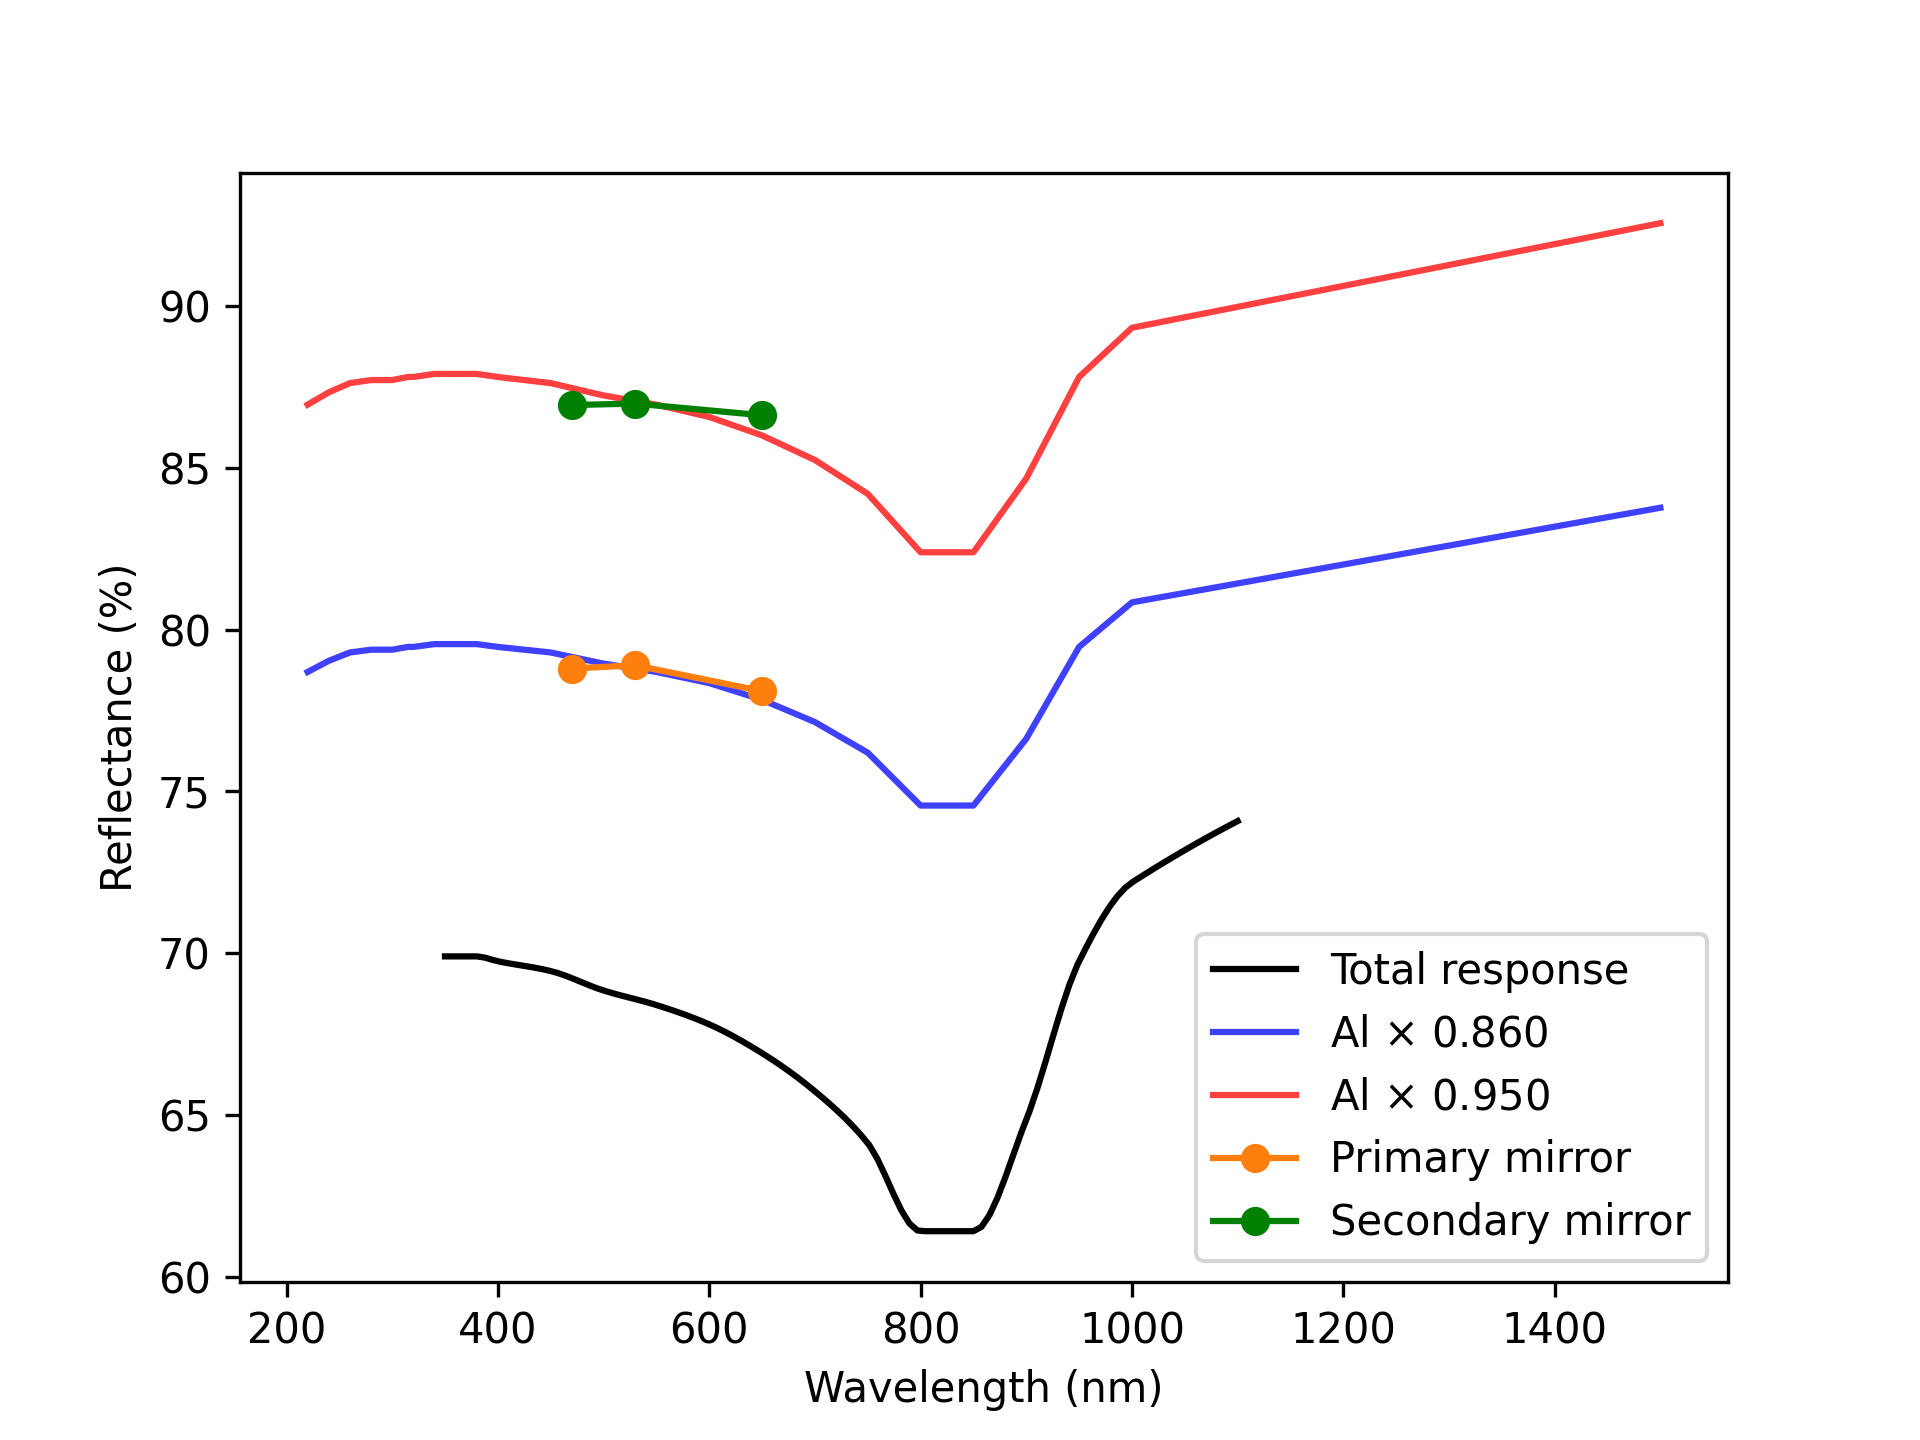 90
85
80
75
70
65
60
Reflectance (%)
200 400 600 800 1000 1200 1400
Wavelength (nm)
Total response
Al × 0.860
Al × 0.950
Primary mirror
Secondary mirror